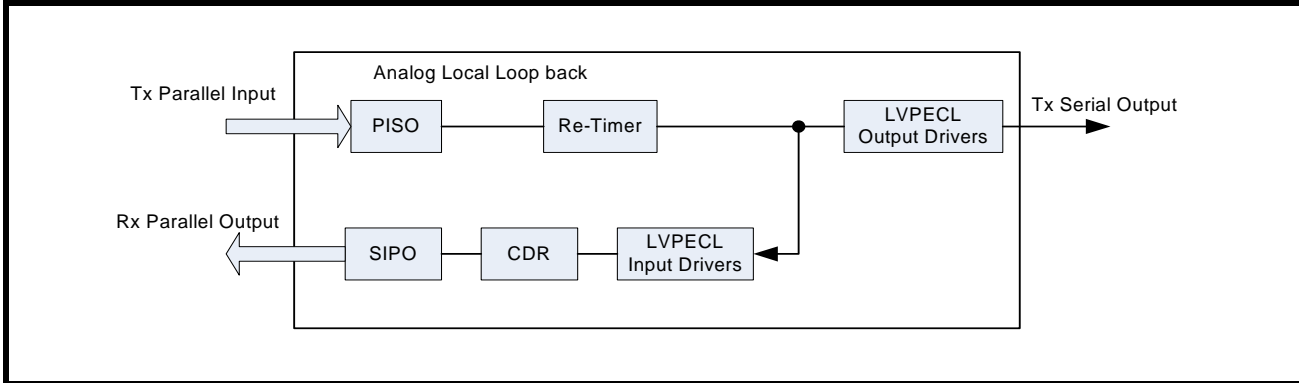 Analog Local Loop back
Tx Parallel Input
PISO
Re-Timer
LVPECL
Output Drivers
Tx Serial Output
Rx Parallel Output
SIPO
CDR
LVPECL
Input Drivers